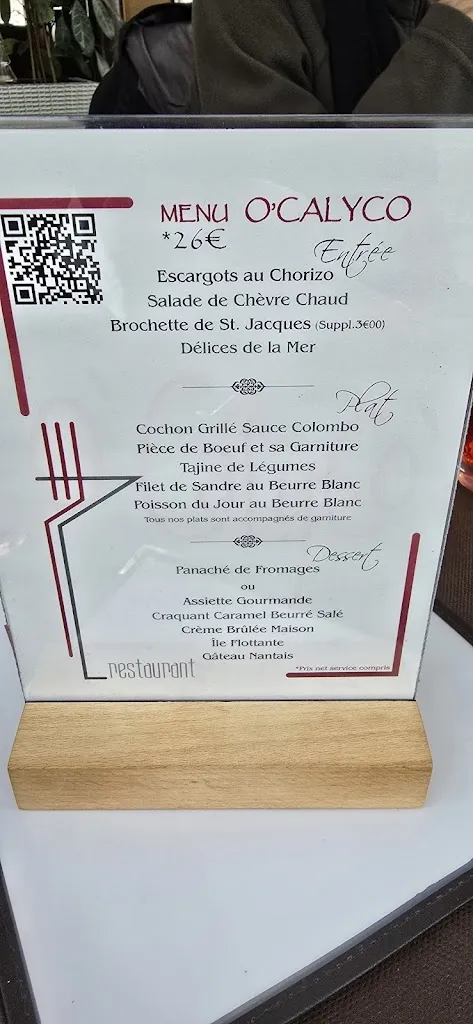 MENU O'CALYCO
*26€
Entrée
Escargots au Chorizo
Salade de Chèvre Chaud
Brochette de St. Jacques (Suppl.3€00)
Délices de la Mer
Plat
Cochon Grillé Sauce Colombo
Pièce de Boeuf et sa Garniture
Tajine de Légumes
Filet de Sandre au Beurre Blanc
Poisson du Jour au Beurre Blanc
Tous nos plats sont accompagnés de garniture
Dessert
Panaché de Fromages
ou
Assiette Gourmande
Craquant Caramel Beurré Salé
Crème Brûlée Maison
Île Flottante
Gâteau Nantais
*Prix net service compris
restaurant